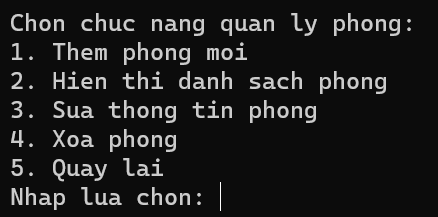 Chon chuc nang quan ly phong:
1. Them phong moi
2. Hien thi danh sach phong
3. Sua thong tin phong
4. Xoa phong
5. Quay lai
Nhap lua chon: